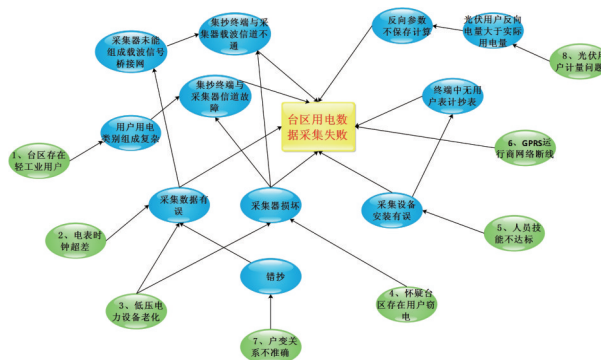 采集器未能
组成载波信号
桥接网
集抄终端与
采集器载波信道不
通
反向参数
不保存计算
光伏用户反向
电量大于实际
用电量
8、光伏用
户计量问题
集抄终端与
采集器信道故
障
终端中无用
户表计抄表
用户用电
类别组成复杂
台区用电数
据采集失败
1、台区存在
轻工业用户
6、GPRS运
行商网络断线
采集数据有
误
采集器损坏
采集设备
安装有误
2、电表时
钟超差
5、人员技
能不达标
错抄
3、低压电
力设备老化
4、怀疑台
区存在用户窃
电
7、户变关
系不准确